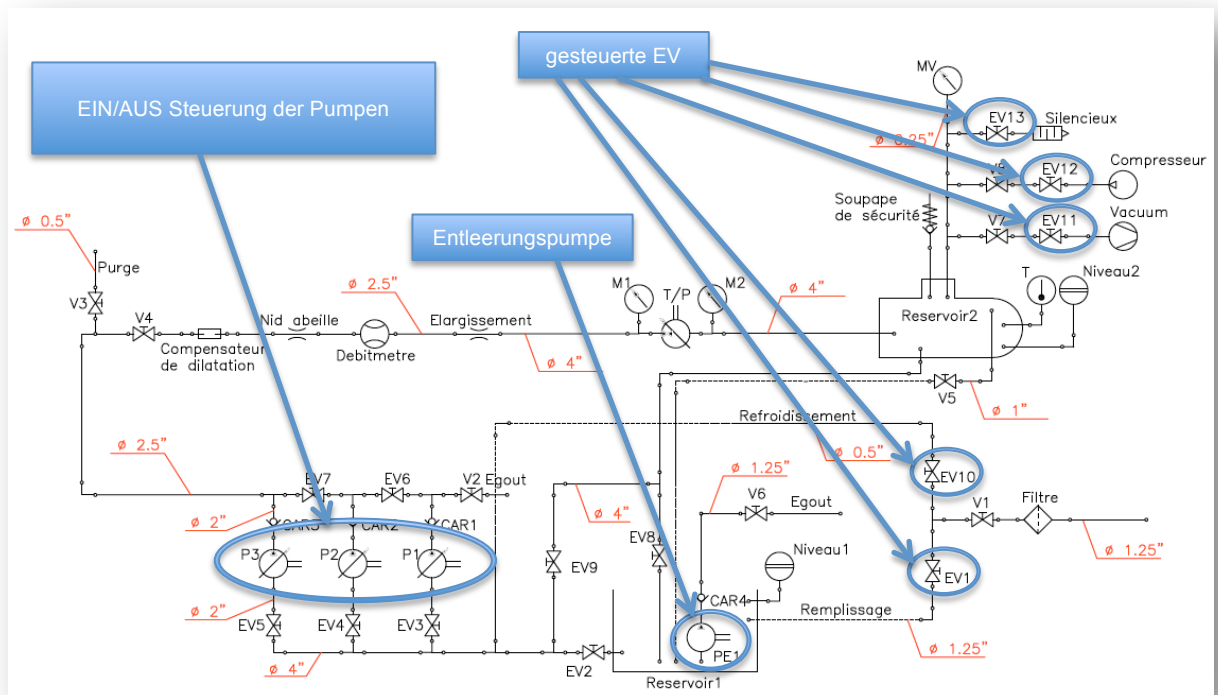 gesteuerte EV
EIN/AUS Steuerung der Pumpen
Entleerungspumpe
MV
EV13
Silencieux
ø 0.25"
Compresseur
V8
EV12
Soupape
de sécurité
Vacuum
V7
EV11
ø 0.5"
Purge
V3
V4
Compensateur
de dilatation
Nid abeille
ø 2.5"
Debitmetre
Elargissement
ø 4"
M1
T/P
M2
ø 4"
T
Niveau2
Reservoir2
V5
ø 1"
Refroidissement
ø 0.5"
ø 2.5"
EV7
EV6
V2
Egout
ø 1.25"
V6
Egout
EV10
V1
Filtre
ø 1.25"
ø 2"
CAR3
CAR2
CAR1
ø 4"
EV8
Niveau1
P3
P2
P1
EV9
EV1
ø 2"
CAR4
Remplissage
EV5
EV4
EV3
PE1
ø 1.25"
ø 4"
EV2
Reservoir1